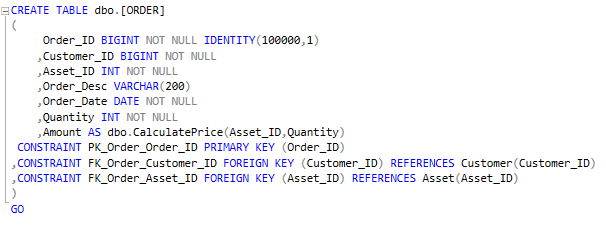 CREATE TABLE dbo.[ORDER]
(
Order_ID BIGINT NOT NULL IDENTITY(100000,1)
,Customer_ID BIGINT NOT NULL
,Asset_ID INT NOT NULL
,Order_Desc VARCHAR(200)
,Order_Date DATE NOT NULL
,Quantity INT NOT NULL
,Amount AS dbo.CalculatePrice(Asset_ID,Quantity)
CONSTRAINT PK_Order_Order_ID PRIMARY KEY (Order_ID)
,CONSTRAINT FK_Order_Customer_ID FOREIGN KEY (Customer_ID) REFERENCES Customer(Customer_ID)
,CONSTRAINT FK_Order_Asset_ID FOREIGN KEY (Asset_ID) REFERENCES Asset(Asset_ID)
)
GO